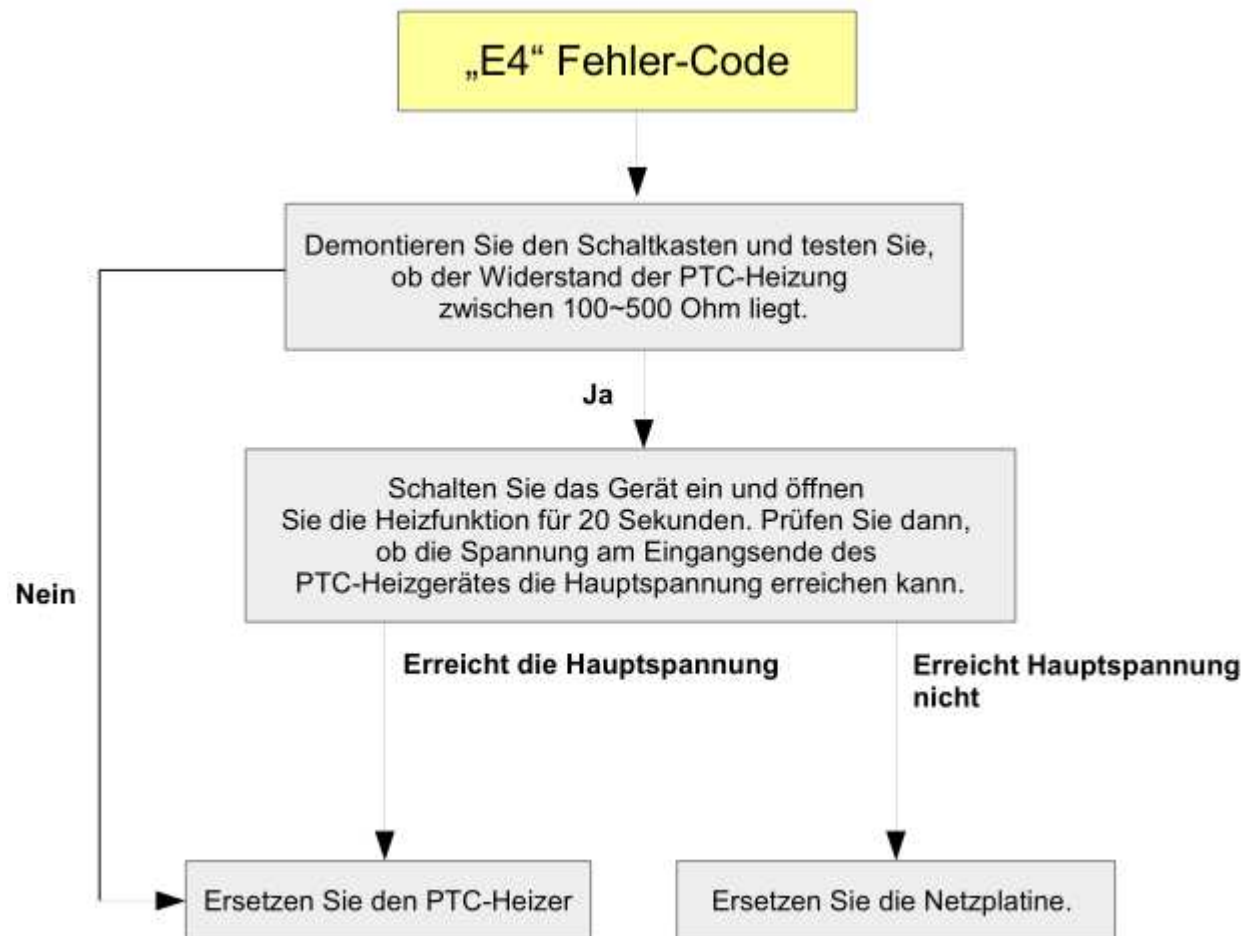 „E4“ Fehler-Code
Demontieren Sie den Schaltkasten und testen Sie,
ob der Widerstand der PTC-Heizung
zwischen 100~500 Ohm liegt.
Ja
Schalten Sie das Gerät ein und öffnen
Sie die Heizfunktion für 20 Sekunden. Prüfen Sie dann,
ob die Spannung am Eingangsende des
PTC-Heizgerätes die Hauptspannung erreichen kann.
Nein
Erreicht die Hauptspannung
Erreicht Hauptspannung
nicht
Ersetzen Sie den PTC-Heizer
Ersetzen Sie die Netzplatine.